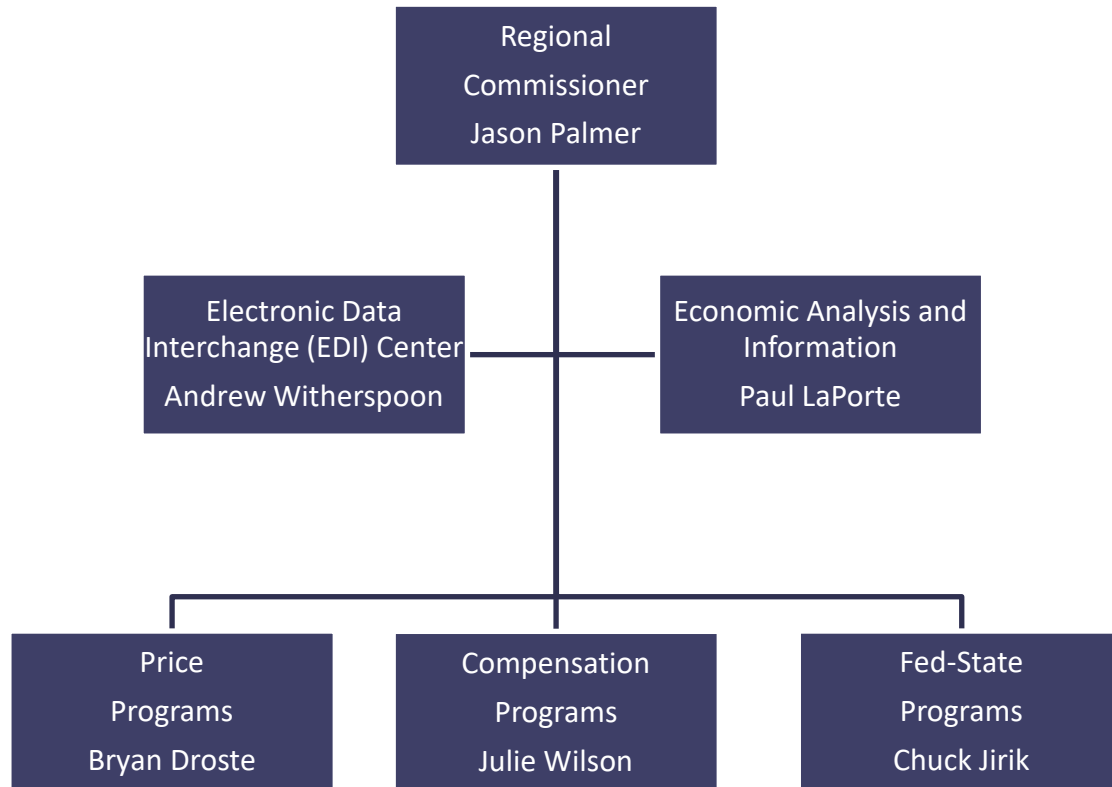 Regional
Commissioner
Jason Palmer
Electronic Data
Interchange (EDI) Center
Andrew Witherspoon
Economic Analysis and
Information
Paul LaPorte
Price
Programs
Bryan Droste
Compensation
Programs
Julie Wilson
Fed-State
Programs
Chuck Jirik